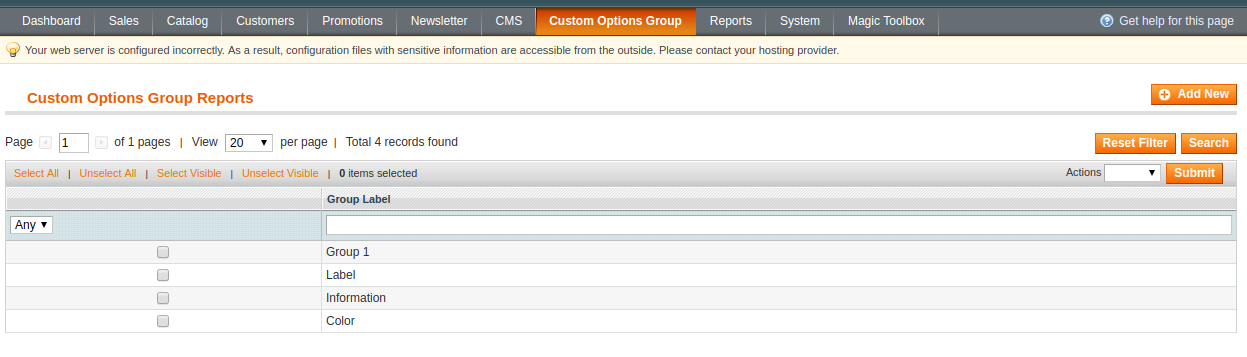 Dashboard Sales Catalog Customers Promotions Newsletter CMS Custom Options Group Reports System Magic Toolbox Get help for this page
Your web server is configured incorrectly. As a result, configuration files with sensitive information are accessible from the outside. Please contact your hosting provider.
Custom Options Group Reports Add New
Page 1 of 1 pages | View 20 per page | Total 4 records found Reset Filter Search
Select All | Unselect All | Select Visible | Unselect Visible | 0 items selected Actions Submit
Group Label
Any
Group 1
Label
Information
Color